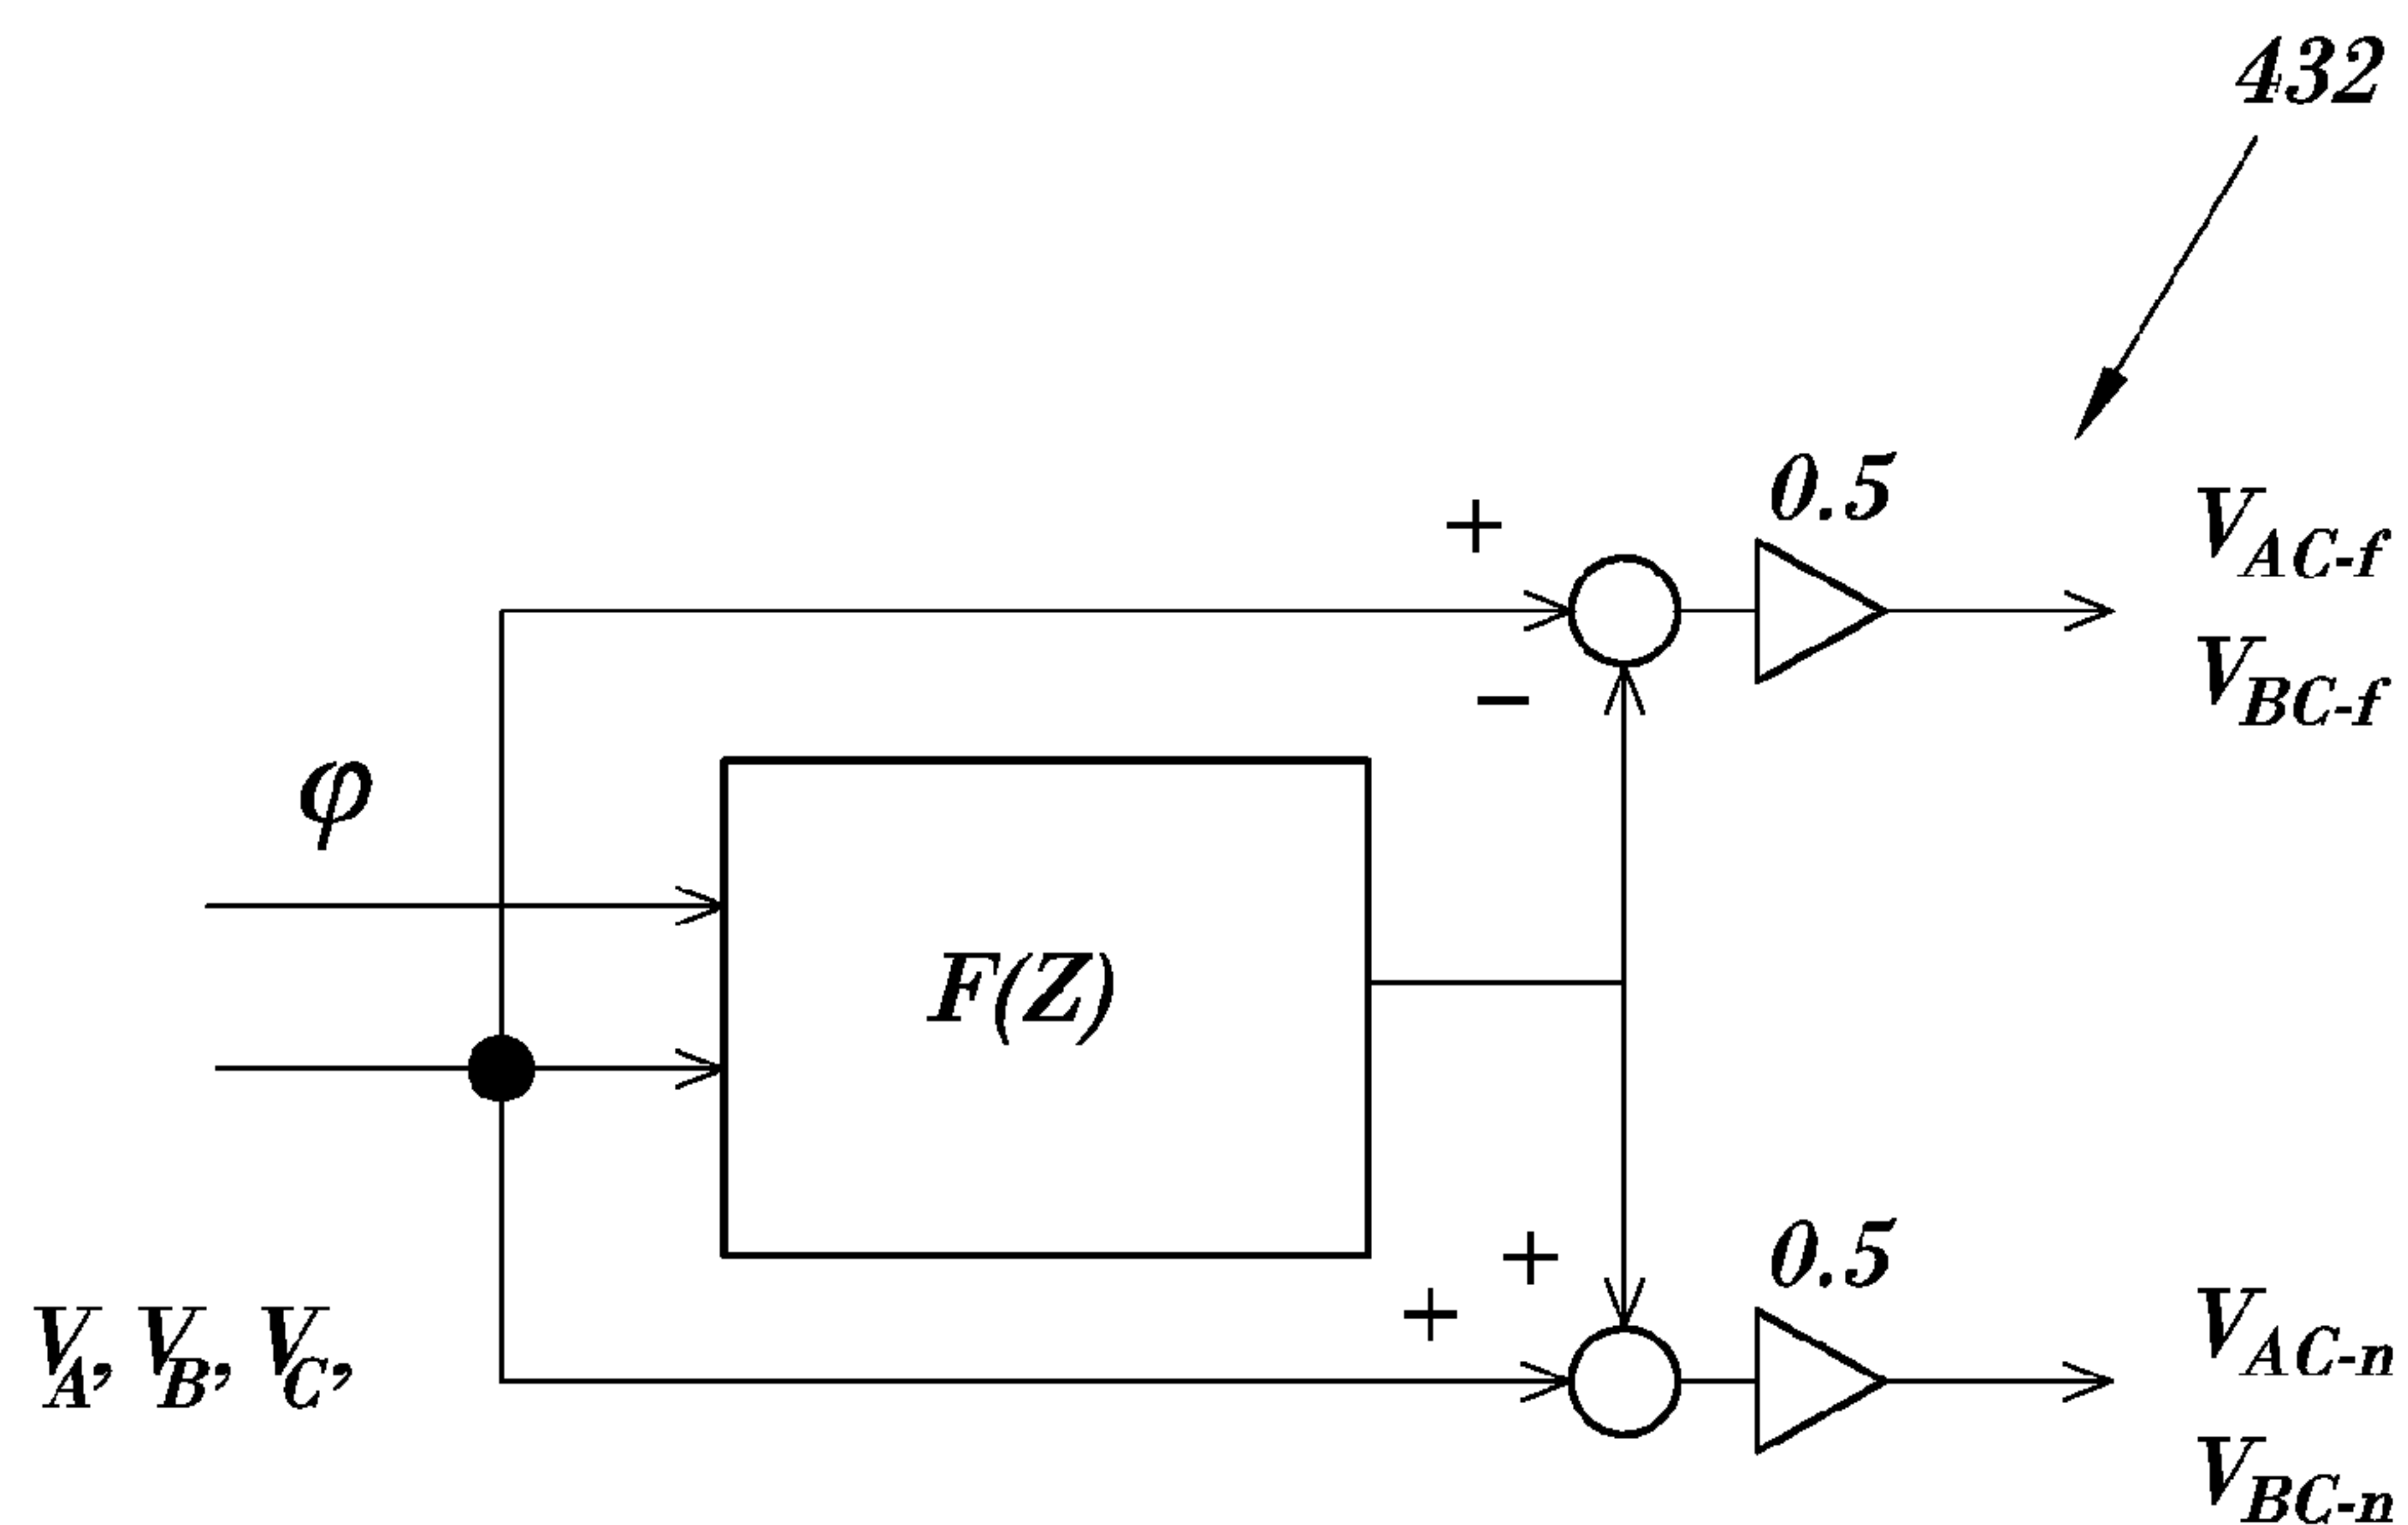 432
0.5
V_AC-f
V_BC-f
+
−
φ
F(Z)
+
+
0.5
V_A, V_B, V_C,
V_AC-n
V_BC-n